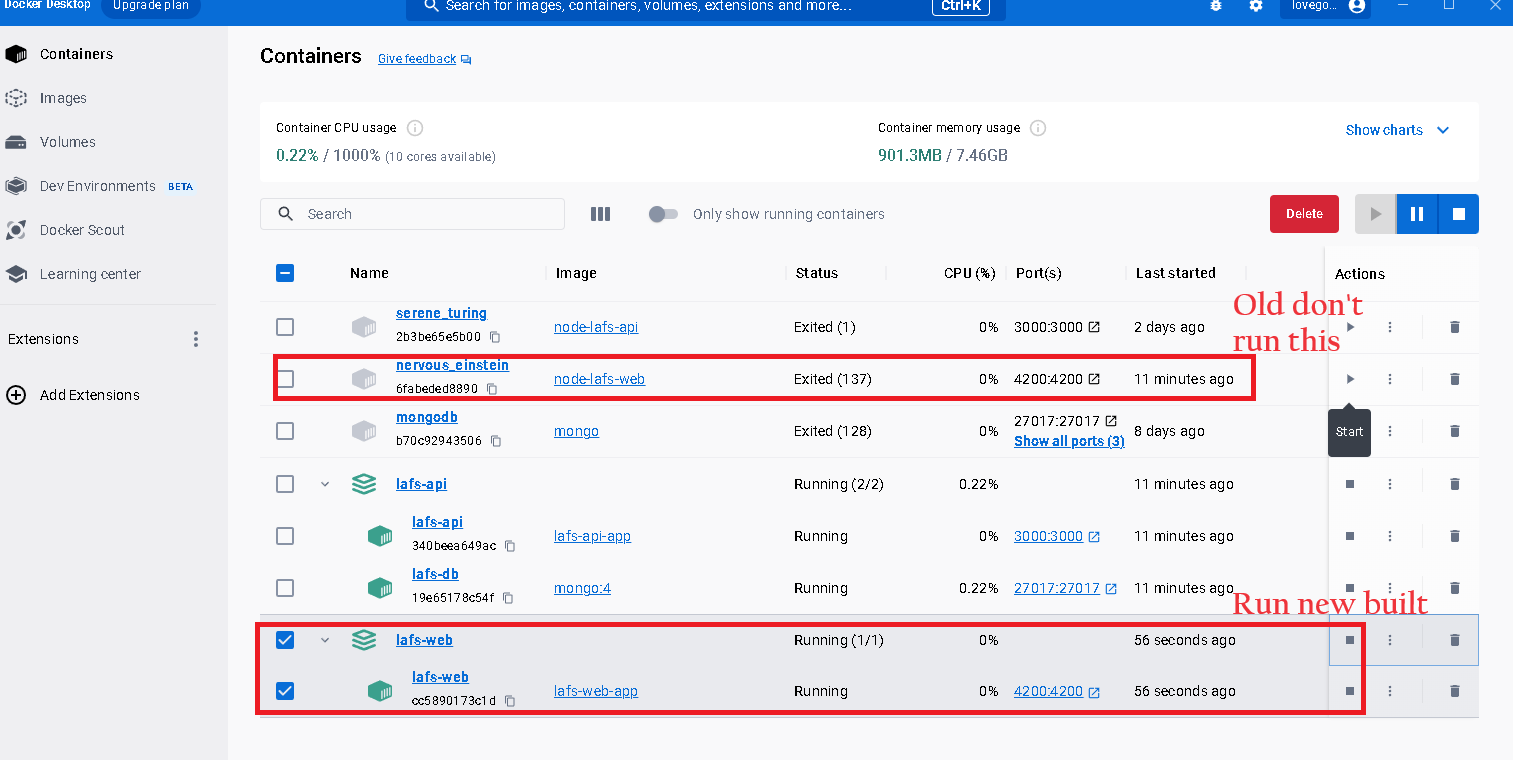 Docker Desktop Upgrade plan Search for images, containers, volumes, extensions and more... Ctrl+K lovego...
Containers
Images
Volumes
Dev Environments BETA
Docker Scout
Learning center
Extensions
Add Extensions
Containers Give feedback
Container CPU usage Container memory usage Show charts
0.22% / 1000% (10 cores available) 901.3MB / 7.46GB
Search Only show running containers Delete
Name Image Status CPU (%) Port(s) Last started Actions
Old don't
run this
serene_turing
2b3be65e5b00 node-lafs-api Exited (1) 0% 3000:3000 2 days ago
nervous_einstein
6fabeded8890 node-lafs-web Exited (137) 0% 4200:4200 11 minutes ago
mongodb
b70c92943506 mongo Exited (128) 0% 27017:27017 8 days ago Start
Show all ports (3)
lafs-api Running (2/2) 0.22% 11 minutes ago
lafs-api
340beea649ac lafs-api-app Running 0% 3000:3000 11 minutes ago
lafs-db
19e65178c54f mongo:4 Running 0.22% 27017:27017 11 minutes ago
Run new built
lafs-web Running (1/1) 0% 56 seconds ago
lafs-web
cc5890173c1d lafs-web-app Running 0% 4200:4200 56 seconds ago